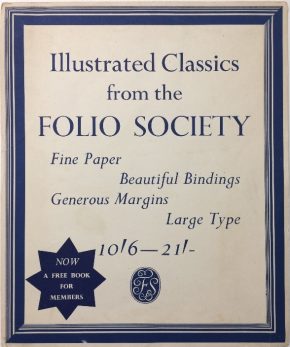 Illustrated Classics
from the
FOLIO SOCIETY
Fine Paper
Beautiful Bindings
Generous Margins
Large Type
10/6—21/-
NOW
A FREE BOOK
FOR
MEMBERS
FS